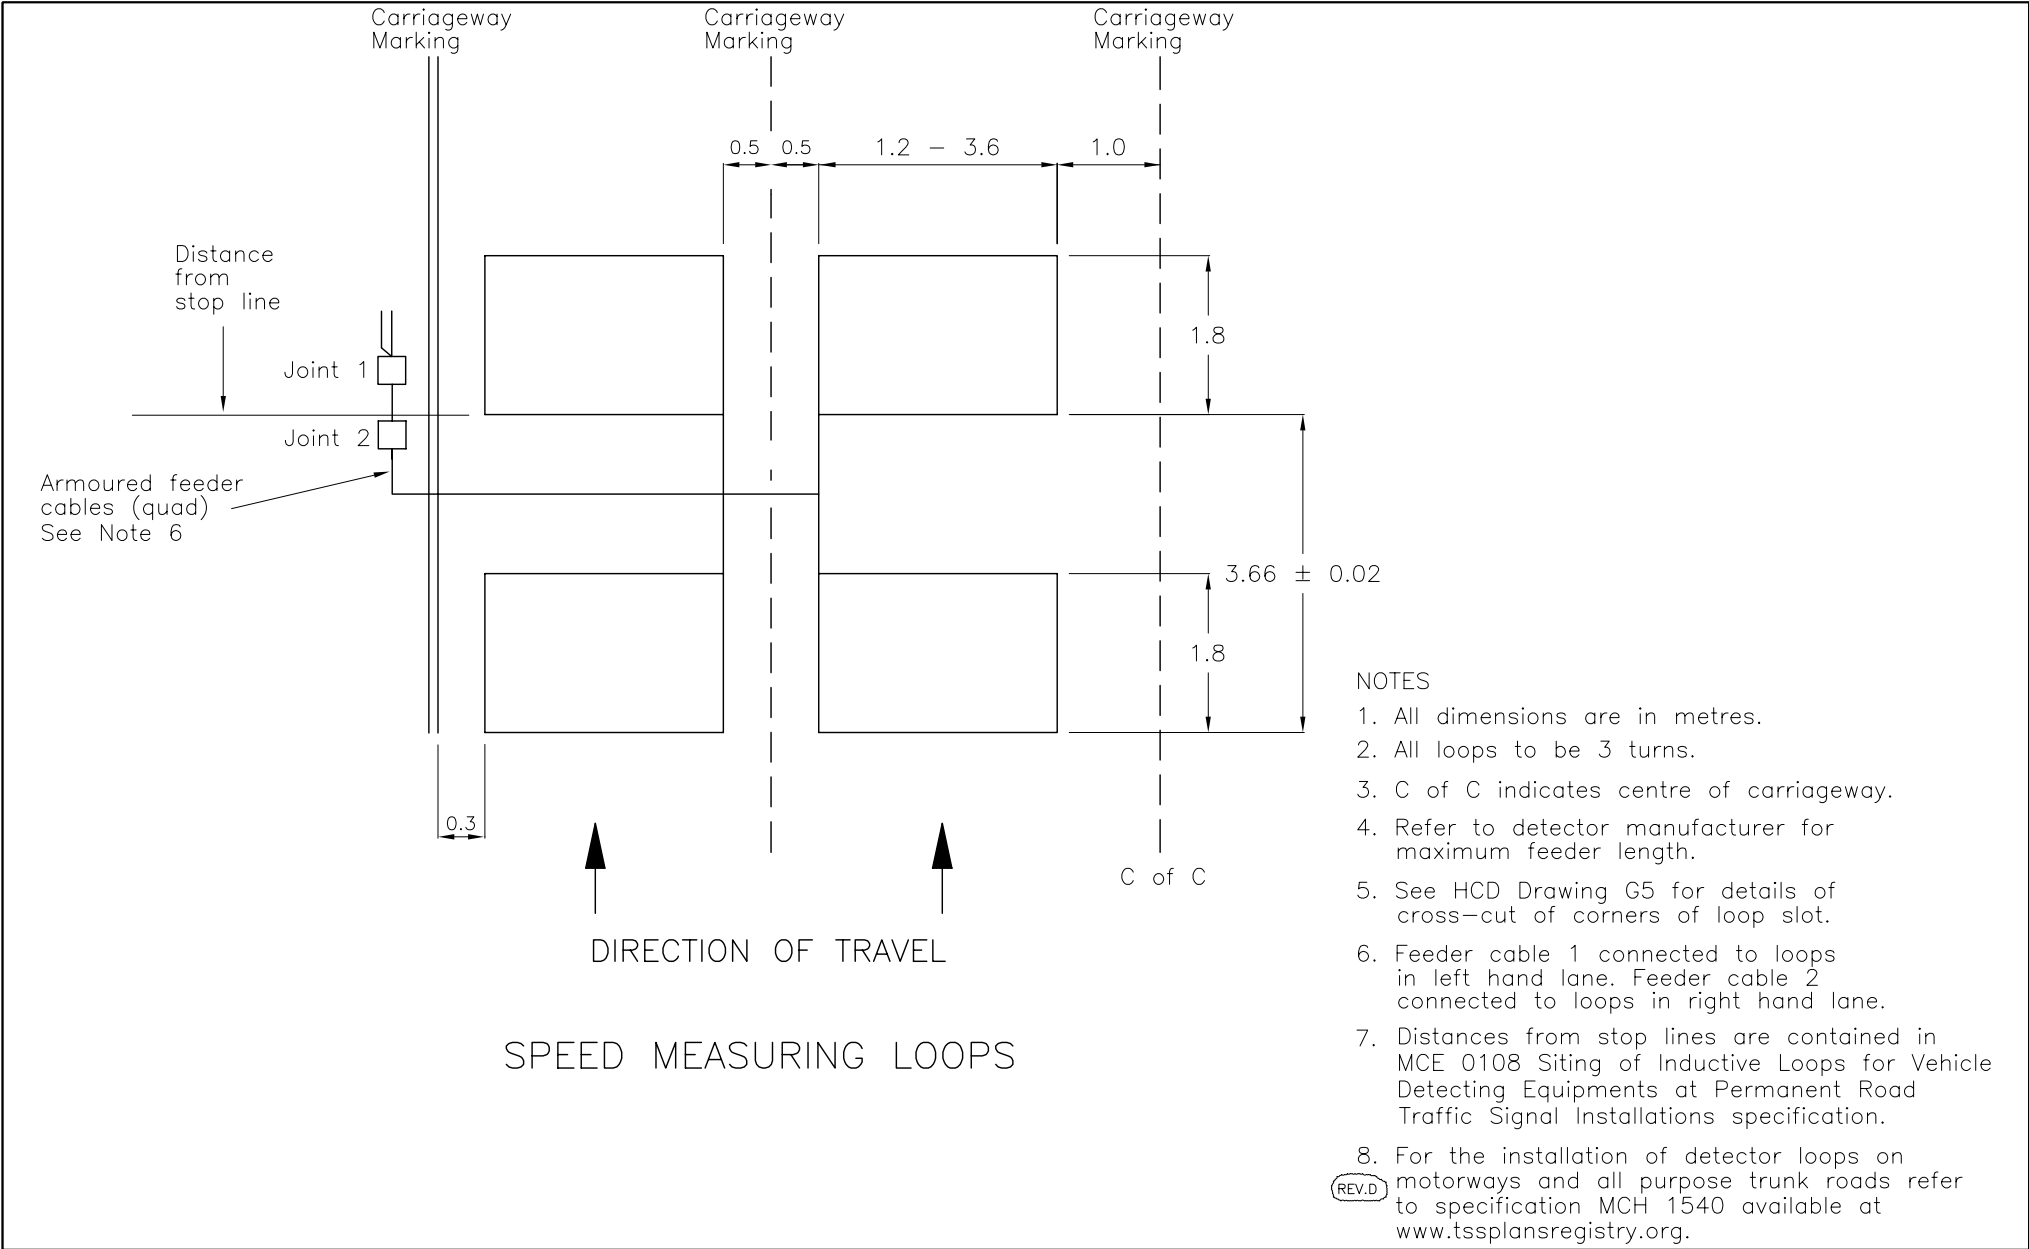 Carriageway
Marking
Carriageway
Marking
Carriageway
Marking
0.5
0.5
1.2 – 3.6
1.0
Distance
from
stop line
1.8
Joint 1
Joint 2
Armoured feeder
cables (quad)
See Note 6
3.66 ± 0.02
1.8
0.3
C of C
DIRECTION OF TRAVEL
SPEED MEASURING LOOPS
NOTES
1. All dimensions are in metres.
2. All loops to be 3 turns.
3. C of C indicates centre of carriageway.
4. Refer to detector manufacturer for
maximum feeder length.
5. See HCD Drawing G5 for details of
cross–cut of corners of loop slot.
6. Feeder cable 1 connected to loops
in left hand lane. Feeder cable 2
connected to loops in right hand lane.
7. Distances from stop lines are contained in
MCE 0108 Siting of Inductive Loops for Vehicle
Detecting Equipments at Permanent Road
Traffic Signal Installations specification.
8. For the installation of detector loops on
REV.D motorways and all purpose trunk roads refer
to specification MCH 1540 available at
www.tssplansregistry.org.